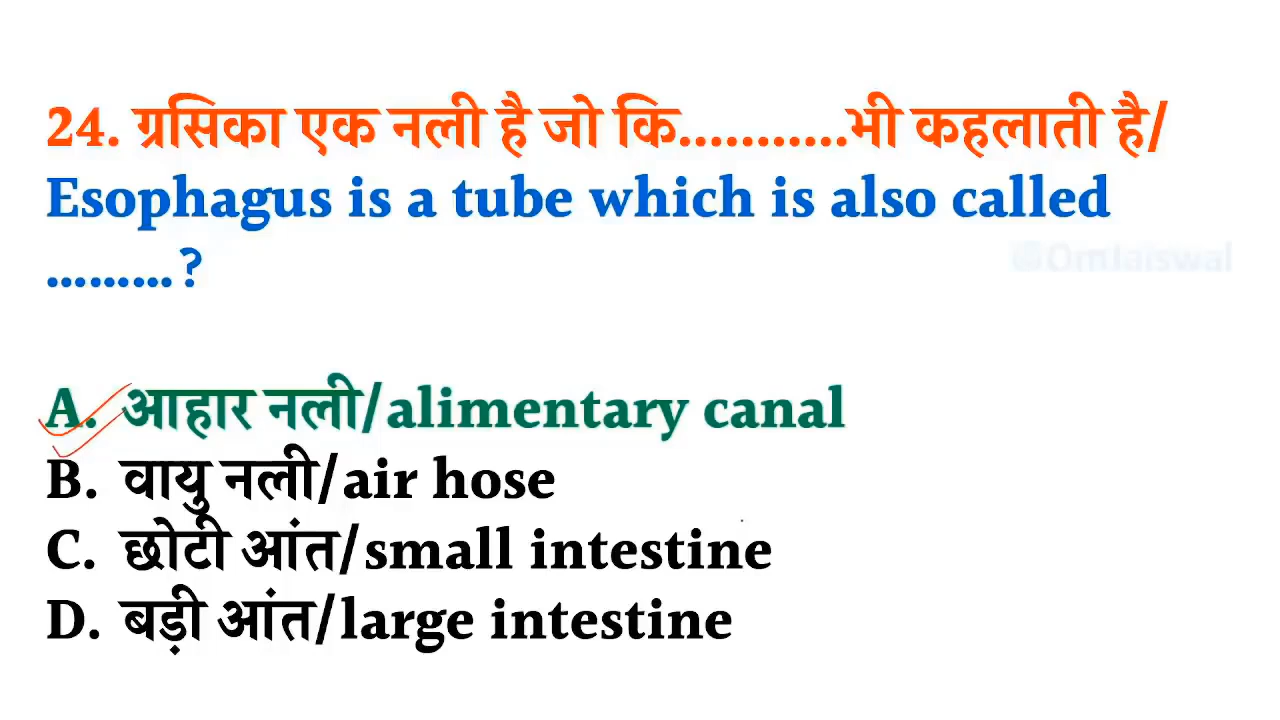 24. ग्रसिका एक नली है जो कि...........भी कहलाती है/
Esophagus is a tube which is also called
.........?
@OmJaiswal
A. आहार नली/alimentary canal
B. वायु नली/air hose
C. छोटी आंत/small intestine
D. बड़ी आंत/large intestine